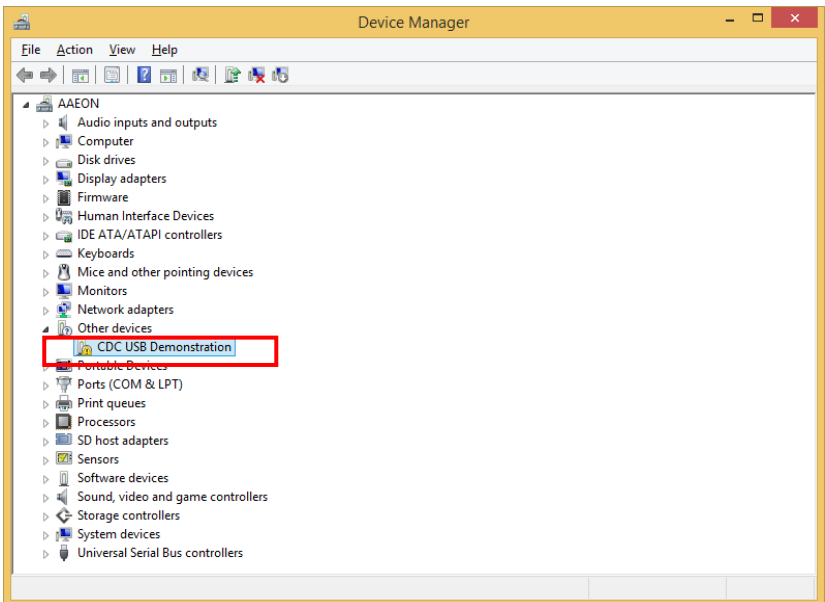 Device Manager
File Action View Help
AAEON
Audio inputs and outputs
Computer
Disk drives
Display adapters
Firmware
Human Interface Devices
IDE ATA/ATAPI controllers
Keyboards
Mice and other pointing devices
Monitors
Network adapters
Other devices
CDC USB Demonstration
Portable Devices
Ports (COM & LPT)
Print queues
Processors
SD host adapters
Sensors
Software devices
Sound, video and game controllers
Storage controllers
System devices
Universal Serial Bus controllers